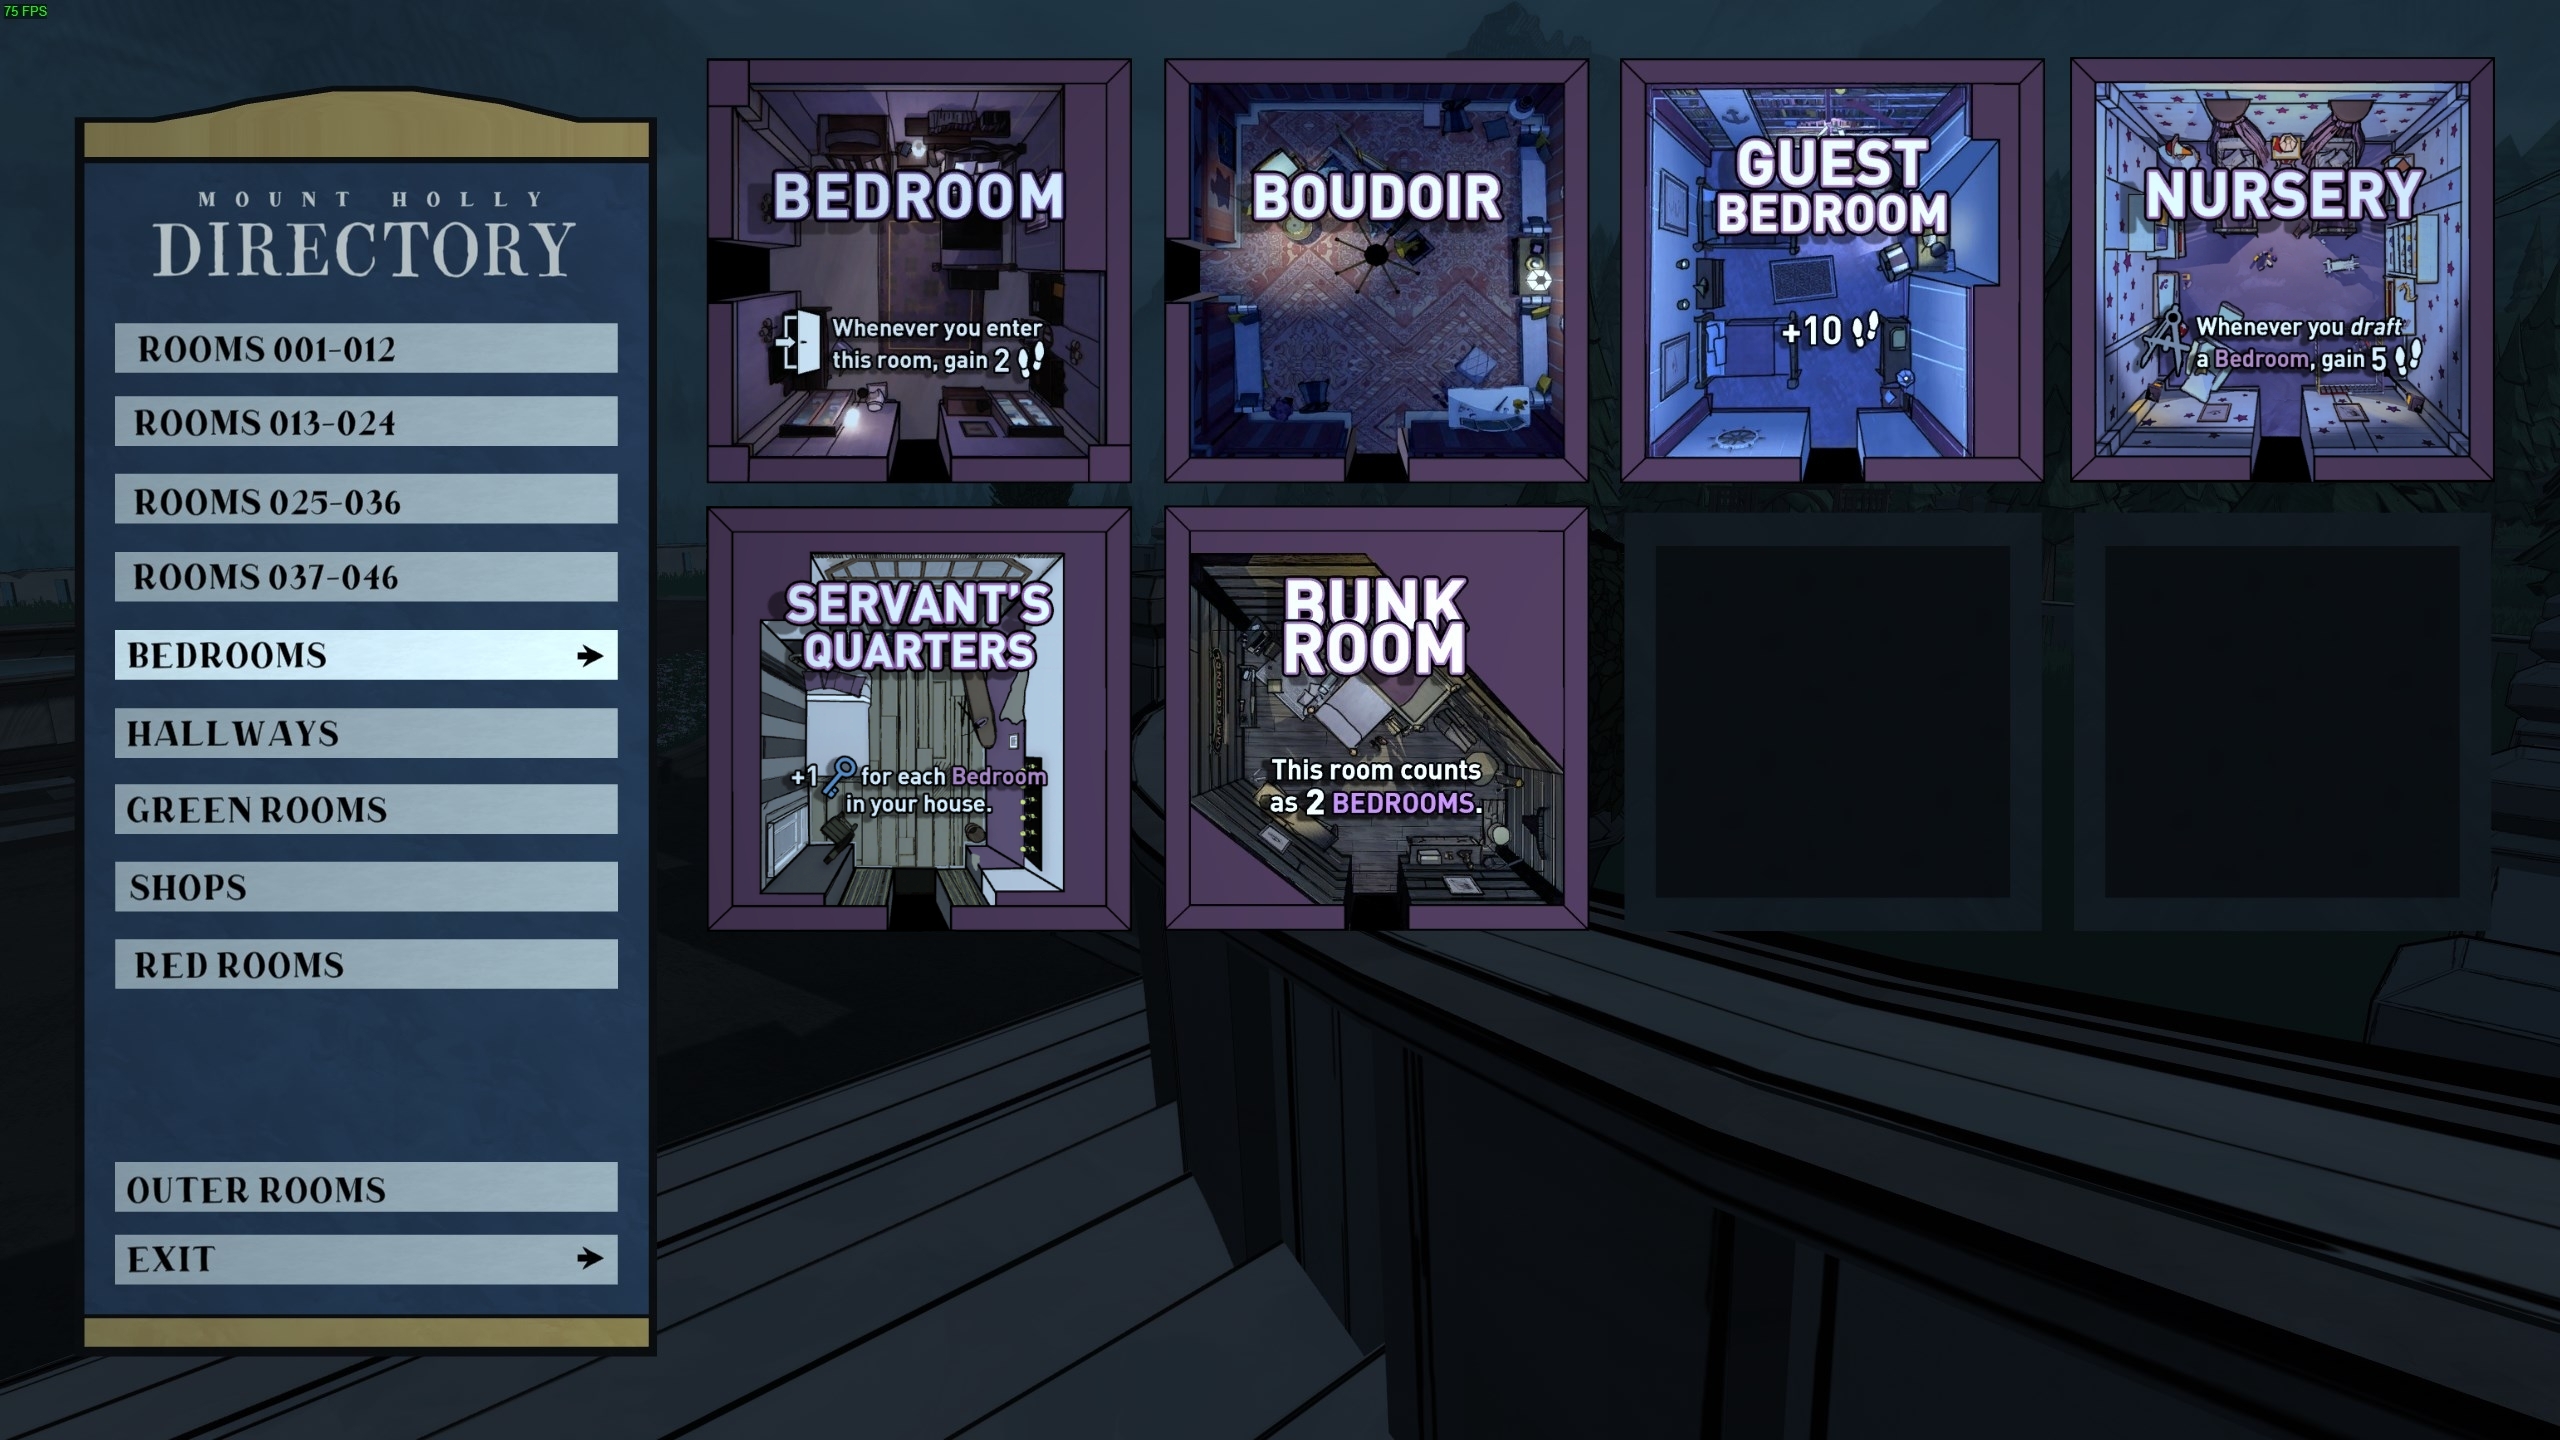 75 FPS
MOUNT HOLLY
DIRECTORY
ROOMS 001-012
ROOMS 013-024
ROOMS 025-036
ROOMS 037-046
BEDROOMS
HALLWAYS
GREEN ROOMS
SHOPS
RED ROOMS
OUTER ROOMS
EXIT
BEDROOM
Whenever you enter
this room, gain 2
BOUDOIR
GUEST
BEDROOM
+10
NURSERY
Whenever you draft
a Bedroom, gain 5
SERVANT'S
QUARTERS
+1 for each Bedroom
in your house.
BUNK
ROOM
This room counts
as 2 BEDROOMS.